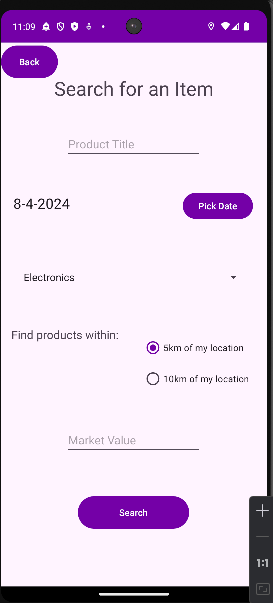 11:09
Back
Search for an Item
Product Title
8-4-2024
Pick Date
Electronics
Find products within:
5km of my location
10km of my location
Market Value
Search
1:1